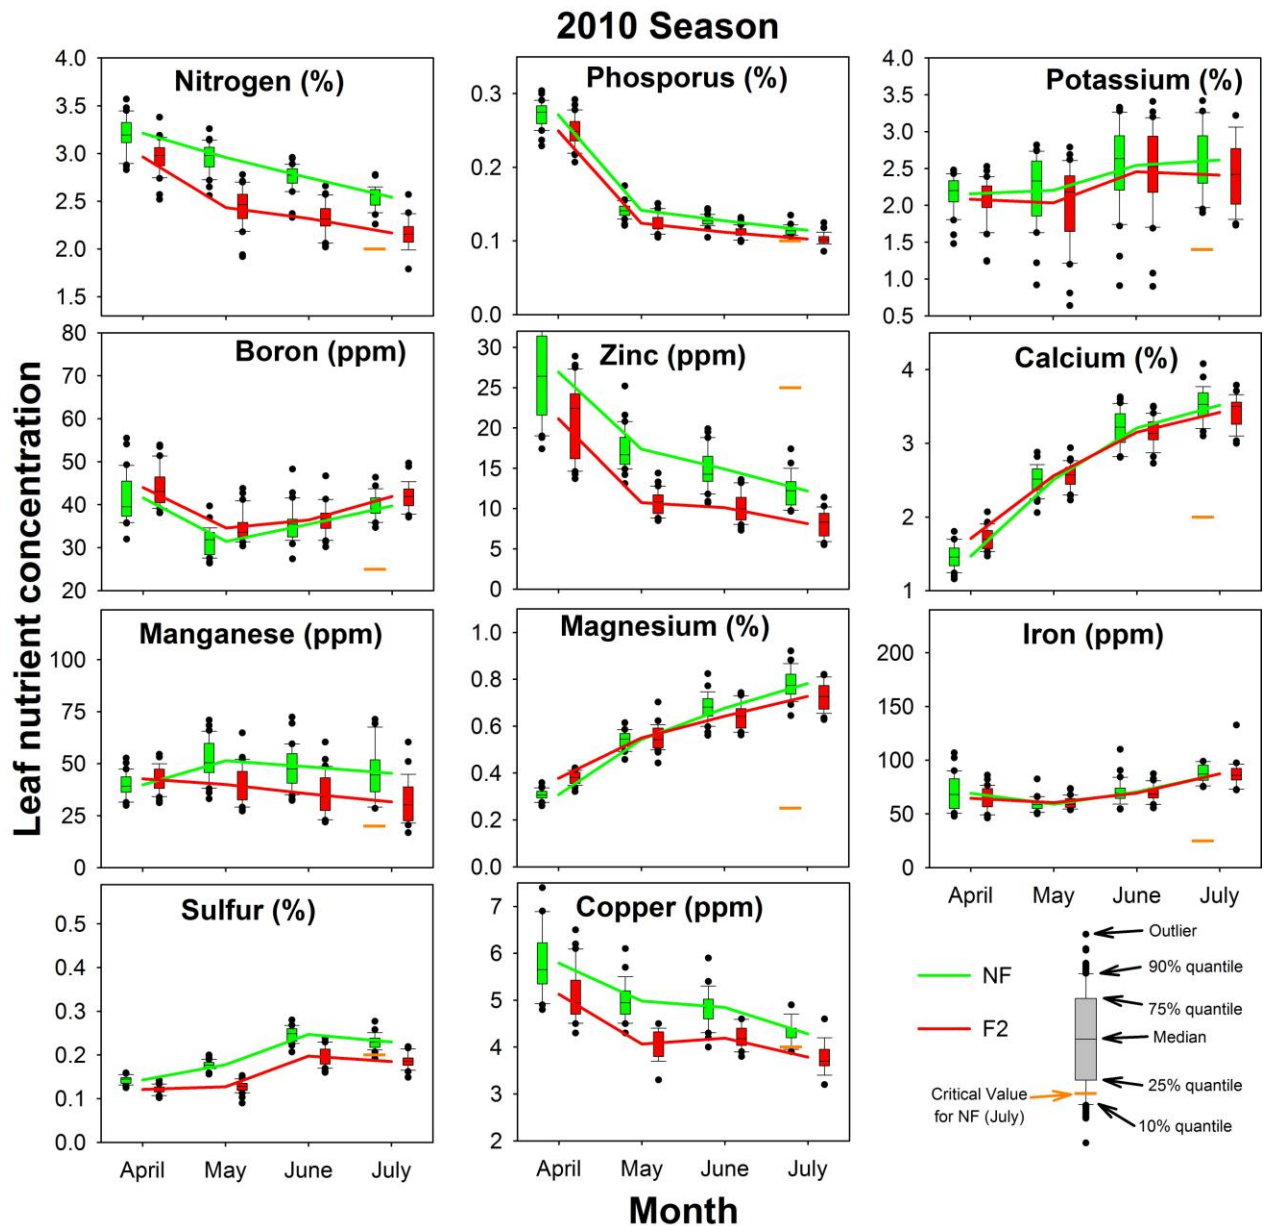 2010 Season
Nitrogen (%)
4.0
3.5
3.0
2.5
2.0
1.5
Phosporus (%)
0.3
0.2
0.1
0.0
Potassium (%)
4.0
3.5
3.0
2.5
2.0
1.5
1.0
0.5
Leaf nutrient concentration
Boron (ppm)
80
70
60
50
40
30
20
Zinc (ppm)
30
25
20
15
10
5
0
Calcium (%)
4
3
2
1
Manganese (ppm)
100
75
50
25
0
Magnesium (%)
1.0
0.8
0.6
0.4
0.2
0.0
Iron (ppm)
200
150
100
50
0
April May June July
Sulfur (%)
0.5
0.4
0.3
0.2
0.1
0.0
April May June July
Copper (ppm)
7
6
5
4
3
2
April May June July
Month
NF
F2
Outlier
90% quantile
75% quantile
Median
25% quantile
10% quantile
Critical Value
for NF (July)